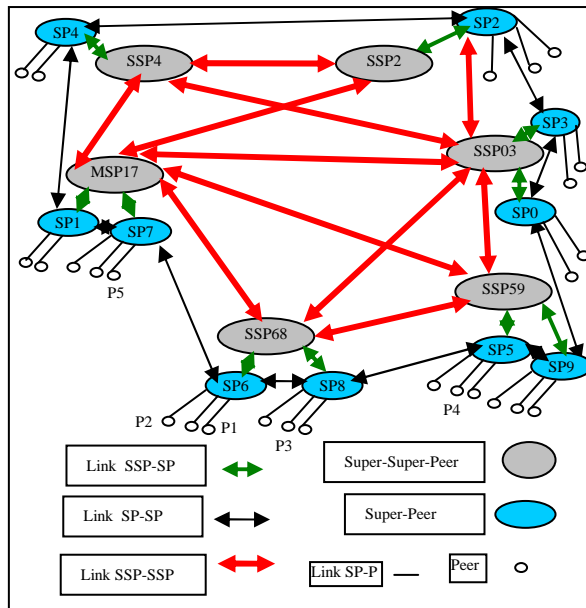 SP4
SP2
SSP4
SSP2
SP3
SSP03
MSP17
SP0
SP1
SP7
P5
SSP59
SSP68
SP5
SP9
SP6
SP8
P2
P1
P3
P4
Link SSP-SP
Super-Super-Peer
Link SP-SP
Super-Peer
Link SSP-SSP
Link SP-P
Peer